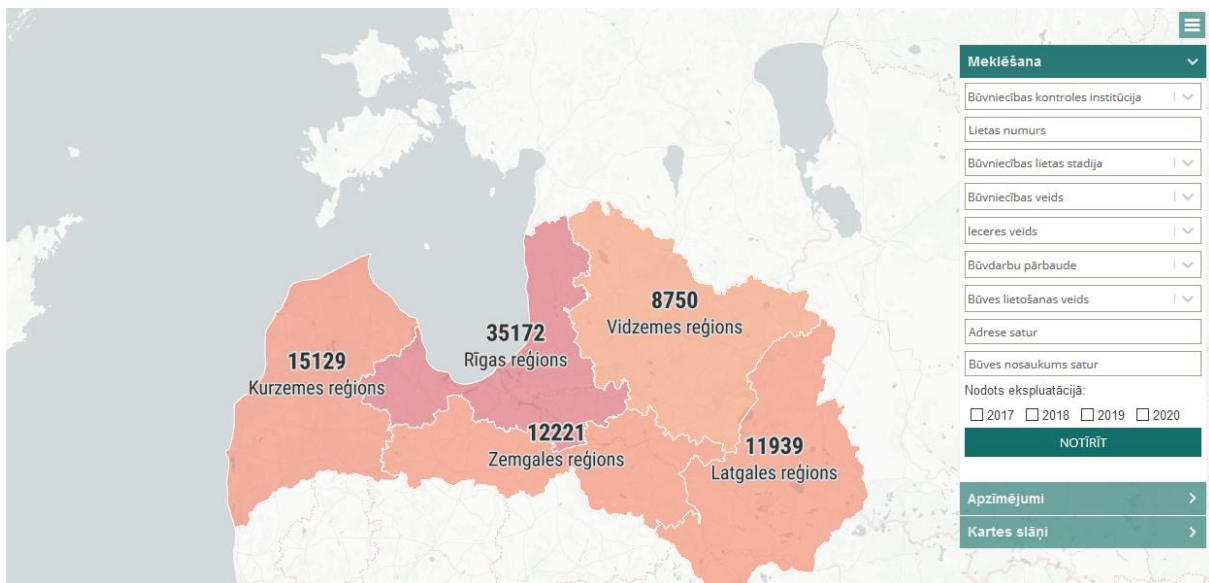 8750
Vidzemes reģions
35172
Rīgas reģions
15129
Kurzemes reģions
12221
Zemgales reģions
11939
Latgales reģions
Meklēšana
Būvniecības kontroles institūcija
Lietas numurs
Būvniecības lietas stadija
Būvniecības veids
Ieceres veids
Būvdarbu pārbaude
Būves lietošanas veids
Adrese satur
Būves nosaukums satur
Nodots ekspluatācijā:
2017 2018 2019 2020
NOTĪRĪT
Apzīmējumi
Kartes slāņi